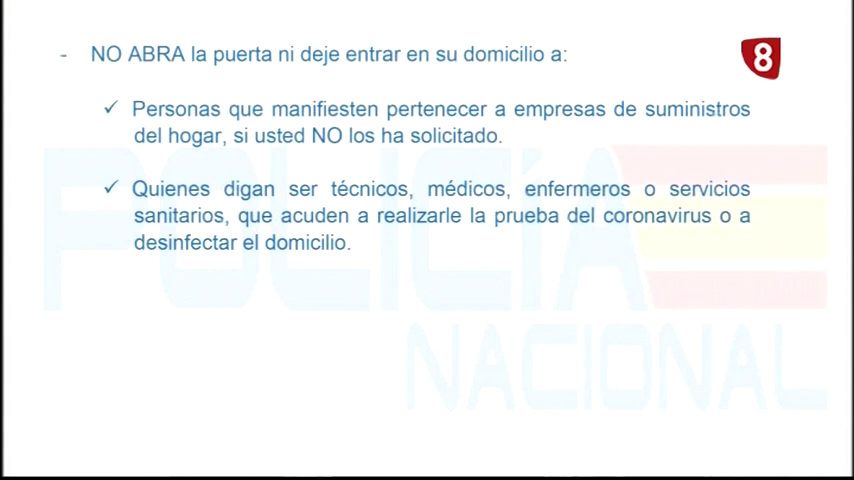 - NO ABRA la puerta ni deje entrar en su domicilio a:
8
✓ Personas que manifiesten pertenecer a empresas de suministros
del hogar, si usted NO los ha solicitado.
✓ Quienes digan ser técnicos, médicos, enfermeros o servicios
sanitarios, que acuden a realizarle la prueba del coronavirus o a
desinfectar el domicilio.
POLICÍA
NACIONAL